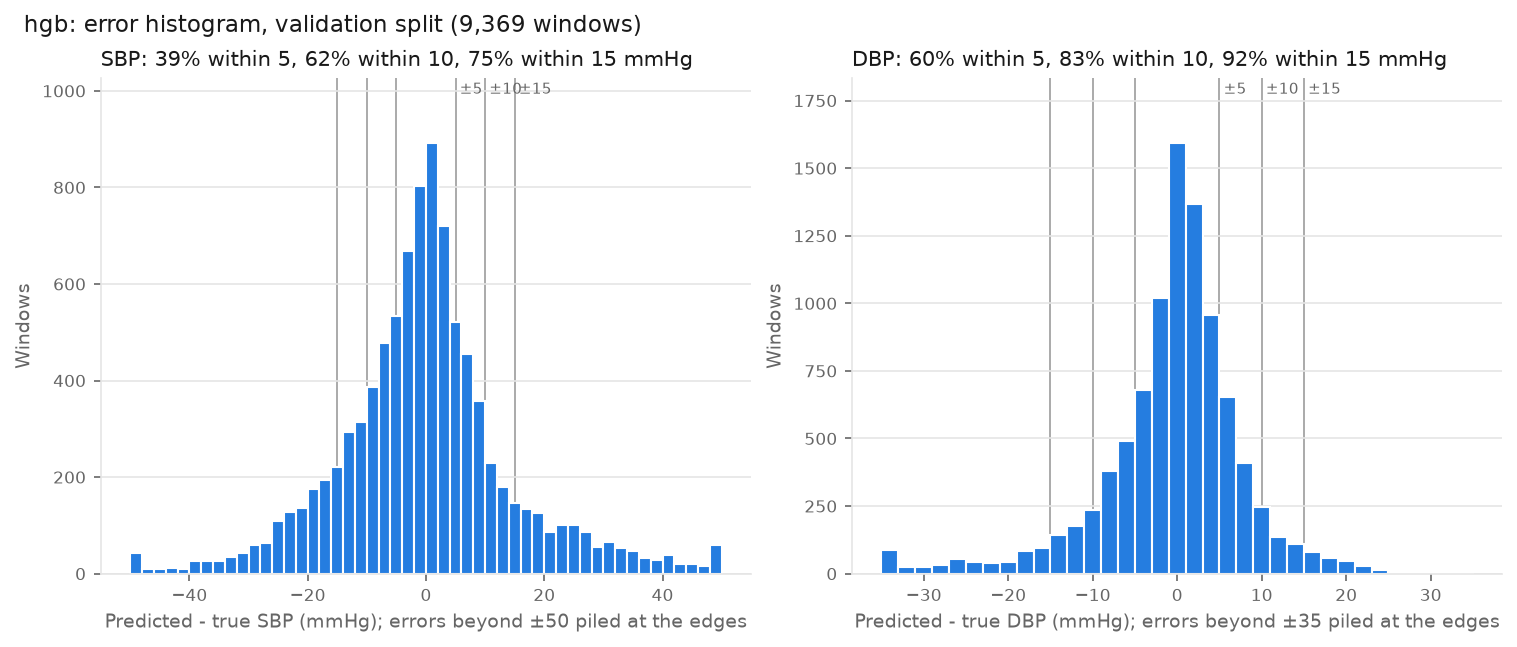 hgb: error histogram, validation split (9,369 windows)
SBP: 39% within 5, 62% within 10, 75% within 15 mmHg
±5 ±10 ±15
1000
800
600
400
200
0
Windows
−40 −20 0 20 40
Predicted - true SBP (mmHg); errors beyond ±50 piled at the edges
DBP: 60% within 5, 83% within 10, 92% within 15 mmHg
±5 ±10 ±15
1750
1500
1250
1000
750
500
250
0
Windows
−30 −20 −10 0 10 20 30
Predicted - true DBP (mmHg); errors beyond ±35 piled at the edges